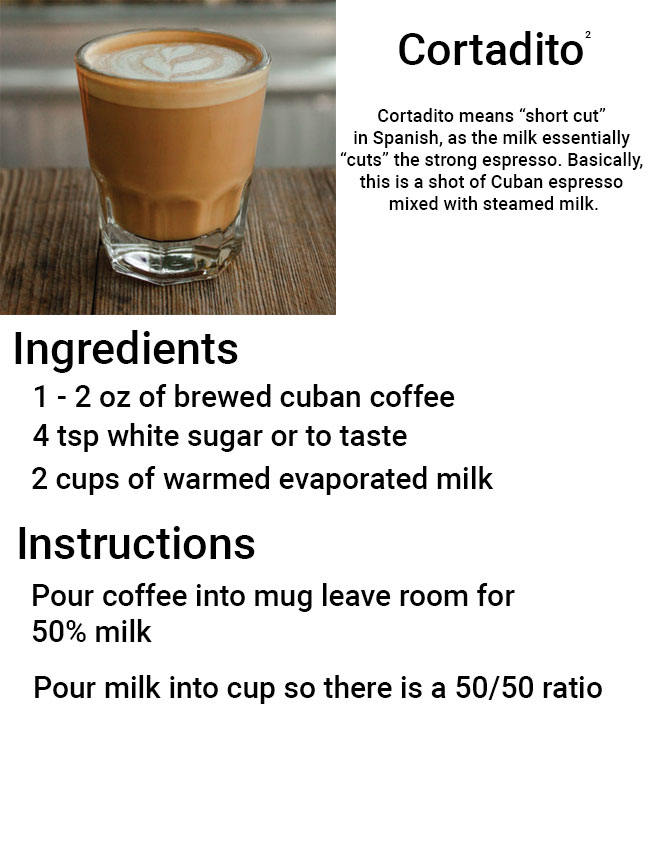 Cortadito²
Cortadito means “short cut”
in Spanish, as the milk essentially
“cuts” the strong espresso. Basically,
this is a shot of Cuban espresso
mixed with steamed milk.
Ingredients
1 - 2 oz of brewed cuban coffee
4 tsp white sugar or to taste
2 cups of warmed evaporated milk
Instructions
Pour coffee into mug leave room for
50% milk
Pour milk into cup so there is a 50/50 ratio